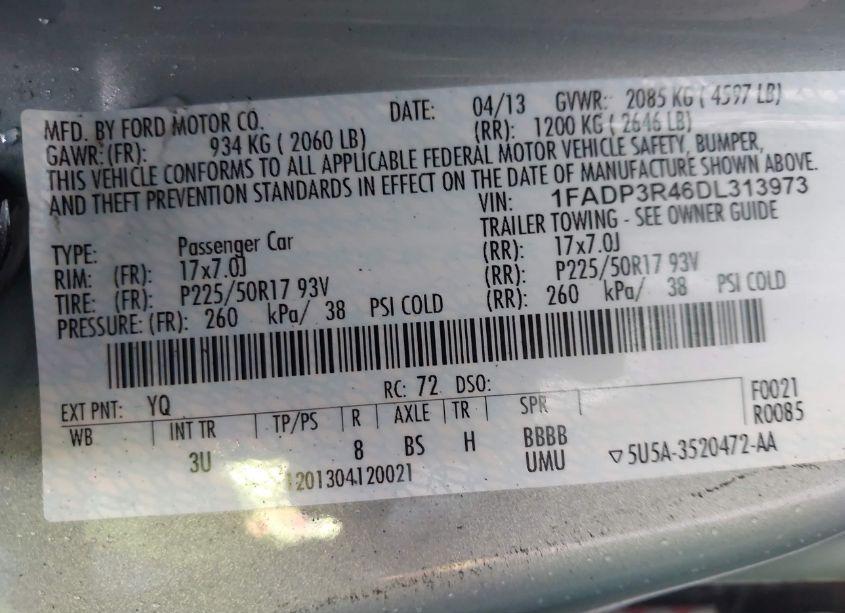 MFD. BY FORD MOTOR CO. DATE: 04/13 GVWR: 2085 KG ( 4597 LB)
GAWR: (FR): 934 KG ( 2060 LB) (RR): 1200 KG ( 2646 LB)
THIS VEHICLE CONFORMS TO ALL APPLICABLE FEDERAL MOTOR VEHICLE SAFETY, BUMPER,
AND THEFT PREVENTION STANDARDS IN EFFECT ON THE DATE OF MANUFACTURE SHOWN ABOVE.
VIN: 1FADP3R46DL313973
TYPE: Passenger Car TRAILER TOWING - SEE OWNER GUIDE
RIM: (FR): 17x7.0J (RR): 17x7.0J
TIRE: (FR): P225/50R17 93V (RR): P225/50R17 93V
PRESSURE: (FR): 260 kPa/ 38 PSI COLD (RR): 260 kPa/ 38 PSI COLD
EXT PNT: YQ RC: 72 DSO: F0021
WB INT TR TP/PS R AXLE TR SPR R0085
3U 8 BS H BBBB
UMU ▽5U5A-3520472-AA
1201304120021